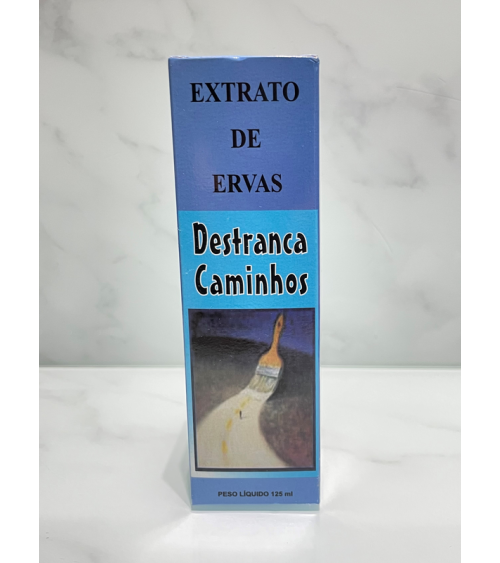 EXTRATO
DE
ERVAS
Destranca
Caminhos
PESO LÍQUIDO 125 ml